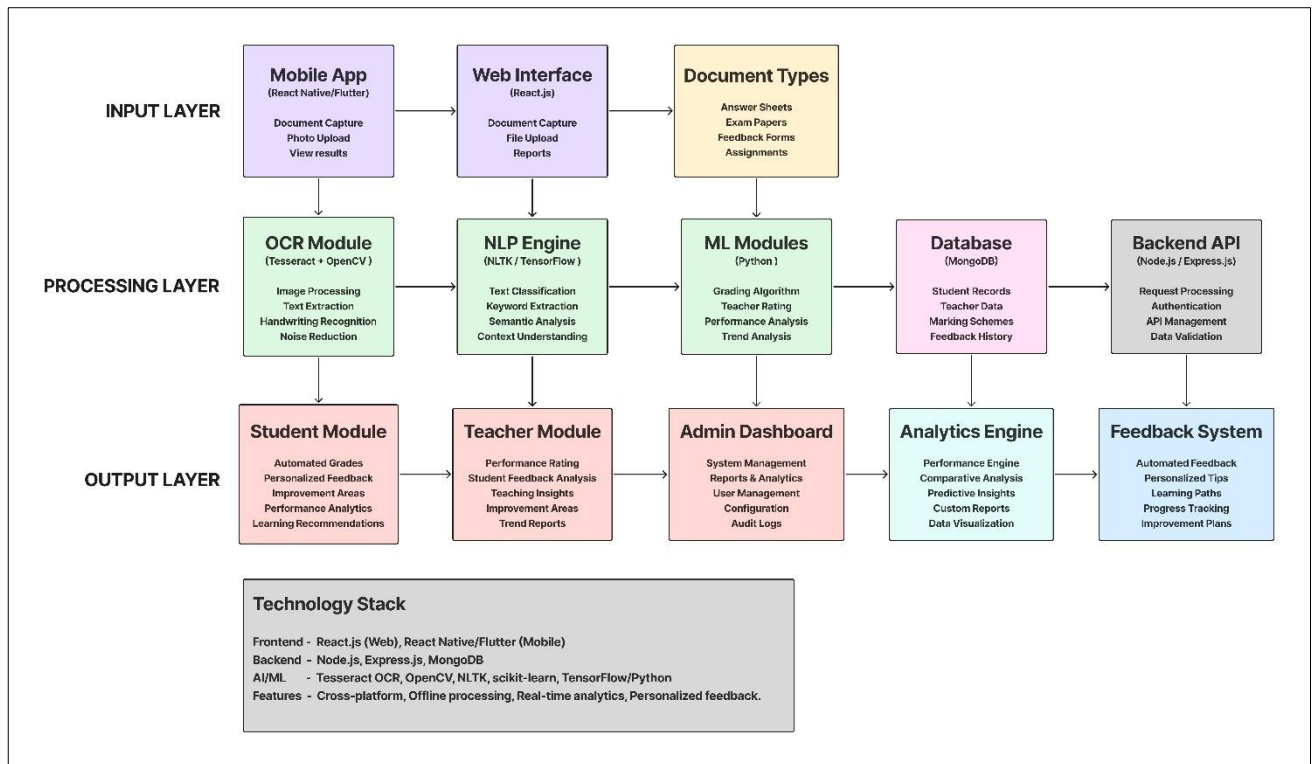 INPUT LAYER
Mobile App
(React Native/Flutter)
Document Capture
Photo Upload
View results
Web Interface
(React.js)
Document Capture
File Upload
Reports
Document Types
Answer Sheets
Exam Papers
Feedback Forms
Assignments
PROCESSING LAYER
OCR Module
(Tesseract + OpenCV )
Image Processing
Text Extraction
Handwriting Recognition
Noise Reduction
NLP Engine
(NLTK / TensorFlow )
Text Classification
Keyword Extraction
Semantic Analysis
Context Understanding
ML Modules
(Python )
Grading Algorithm
Teacher Rating
Performance Analysis
Trend Analysis
Database
(MongoDB)
Student Records
Teacher Data
Marking Schemes
Feedback History
Backend API
(Node.js / Express.js)
Request Processing
Authentication
API Management
Data Validation
OUTPUT LAYER
Student Module
Automated Grades
Personalized Feedback
Improvement Areas
Performance Analytics
Learning Recommendations
Teacher Module
Performance Rating
Student Feedback Analysis
Teaching Insights
Improvement Areas
Trend Reports
Admin Dashboard
System Management
Reports & Analytics
User Management
Configuration
Audit Logs
Analytics Engine
Performance Engine
Comparative Analysis
Predictive Insights
Custom Reports
Data Visualization
Feedback System
Automated Feedback
Personalized Tips
Learning Paths
Progress Tracking
Improvement Plans
Technology Stack
Frontend - React.js (Web), React Native/Flutter (Mobile)
Backend - Node.js, Express.js, MongoDB
AI/ML - Tesseract OCR, OpenCV, NLTK, scikit-learn, TensorFlow/Python
Features - Cross-platform, Offline processing, Real-time analytics, Personalized feedback.